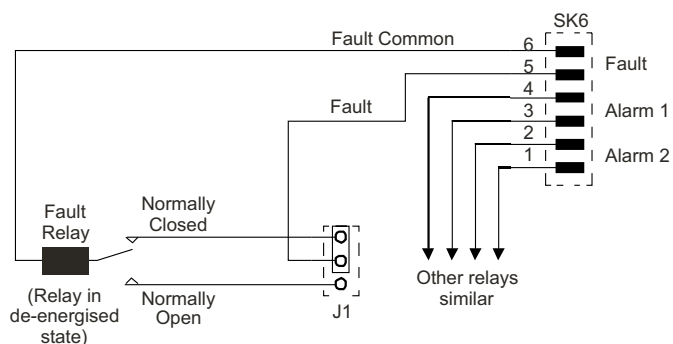 SK6
Fault Common
6
5
4
3
2
1
Fault
Alarm 1
Alarm 2
Fault
Normally
Closed
Fault
Relay
(Relay in
de-energised
state)
Normally
Open
J1
Other relays
similar